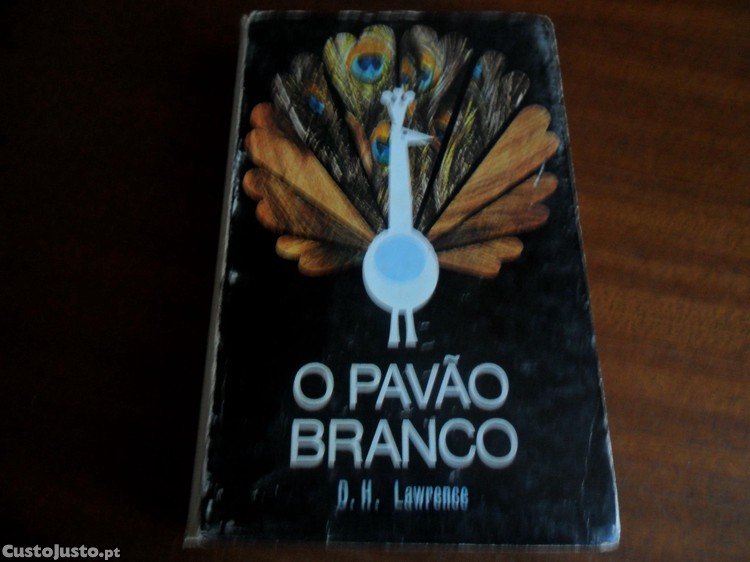 O PAVÃO
BRANCO
D.H. Lawrence
CustoJusto.pt